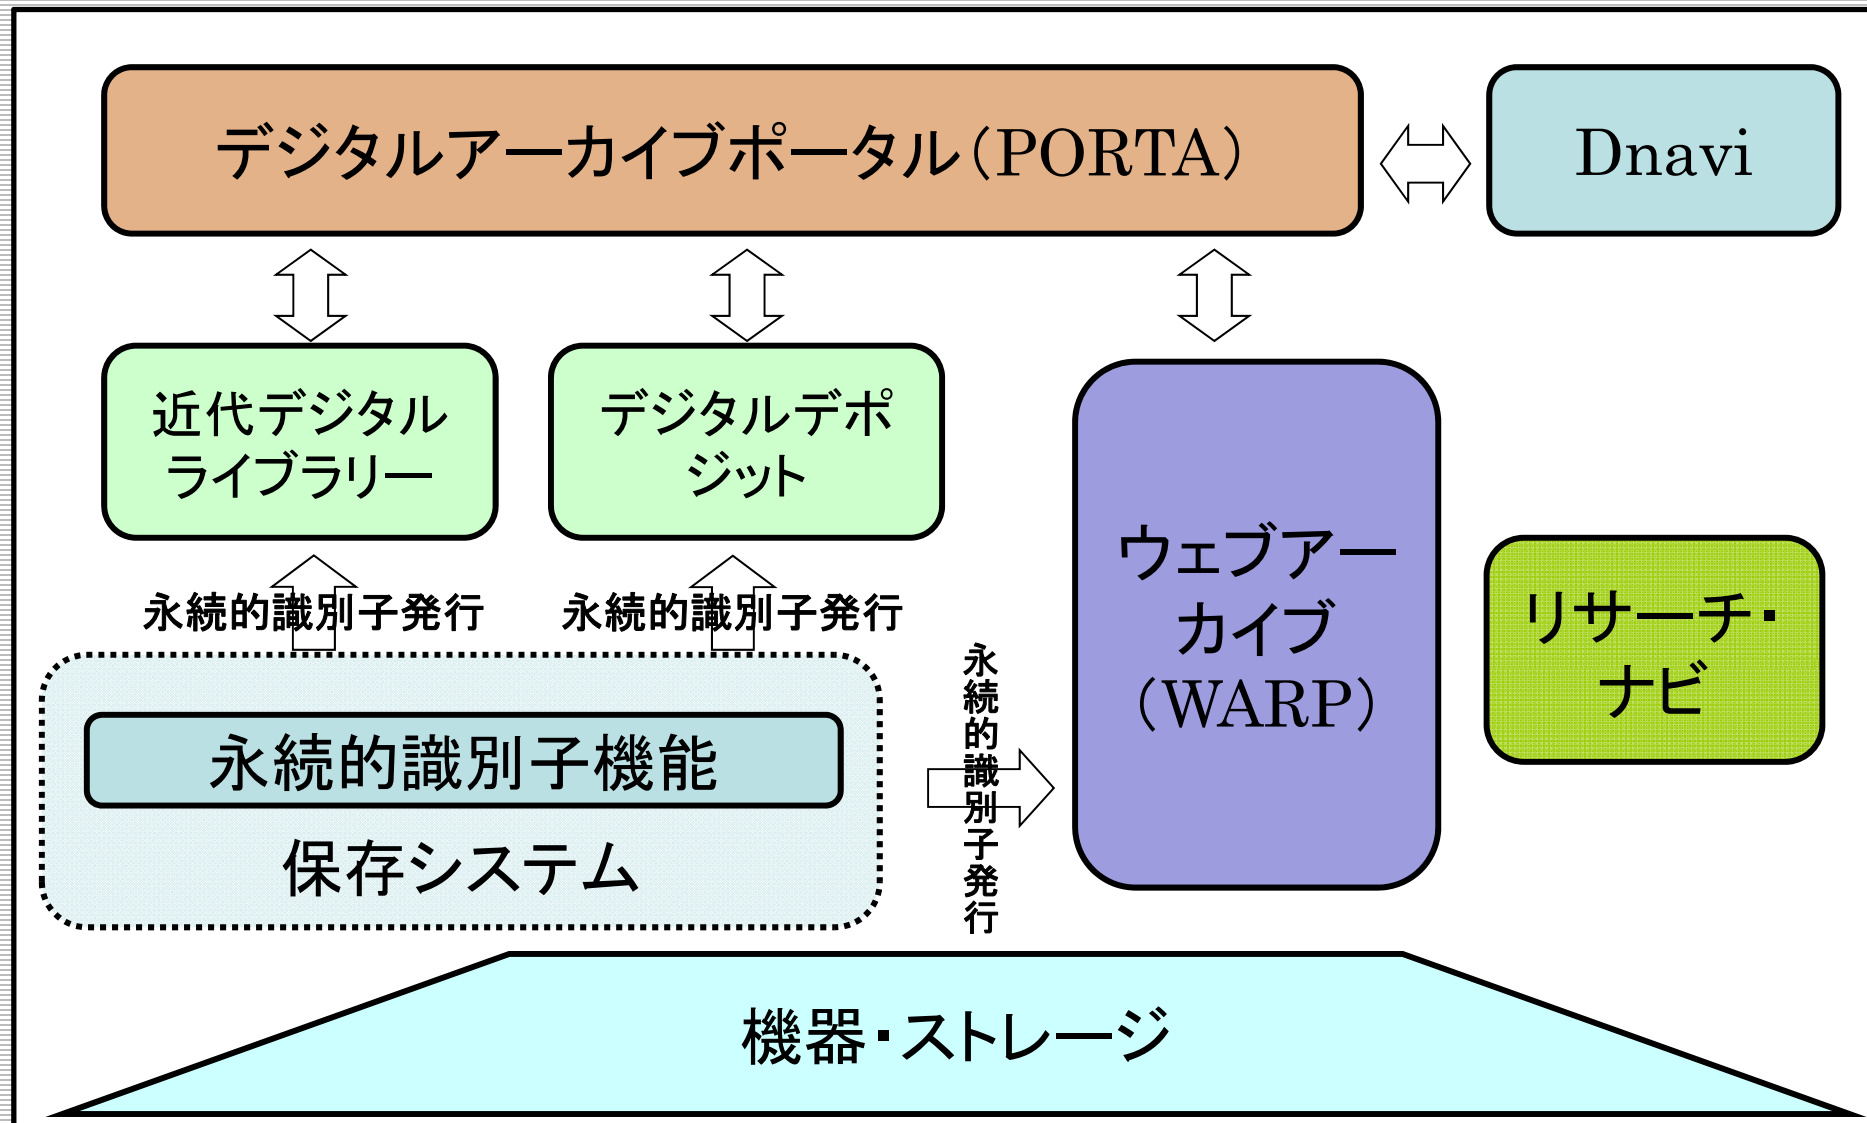 デジタルアーカイブポータル（PORTA）
Dnavi
近代デジタル
ライブラリー
デジタルデポ
ジット
ウェブアー
カイブ
（WARP）
リサーチ・
ナビ
永続的識別子発行
永続的識別子発行
永続的識別子発行
永続的識別子機能
保存システム
機器・ストレージ